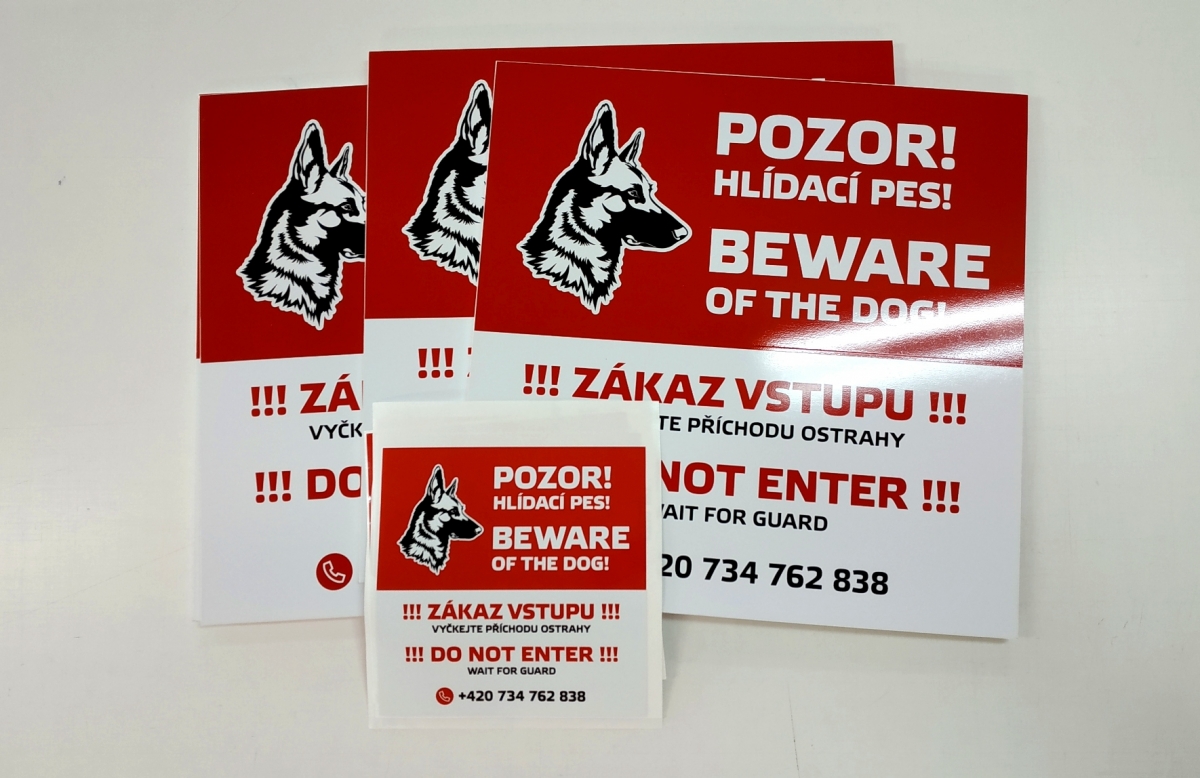 POZOR!
HLÍDACÍ PES!
BEWARE
OF THE DOG!
!!! ZÁKAZ VSTUPU !!!
TE PŘÍCHODU OSTRAHY
NOT ENTER !!!
WAIT FOR GUARD
20 734 762 838
!!! 
!!! ZÁ
VYČK
!!! DO
POZOR!
HLÍDACÍ PES!
BEWARE
OF THE DOG!
!!! ZÁKAZ VSTUPU !!!
VYČKEJTE PŘÍCHODU OSTRAHY
!!! DO NOT ENTER !!!
WAIT FOR GUARD
+420 734 762 838